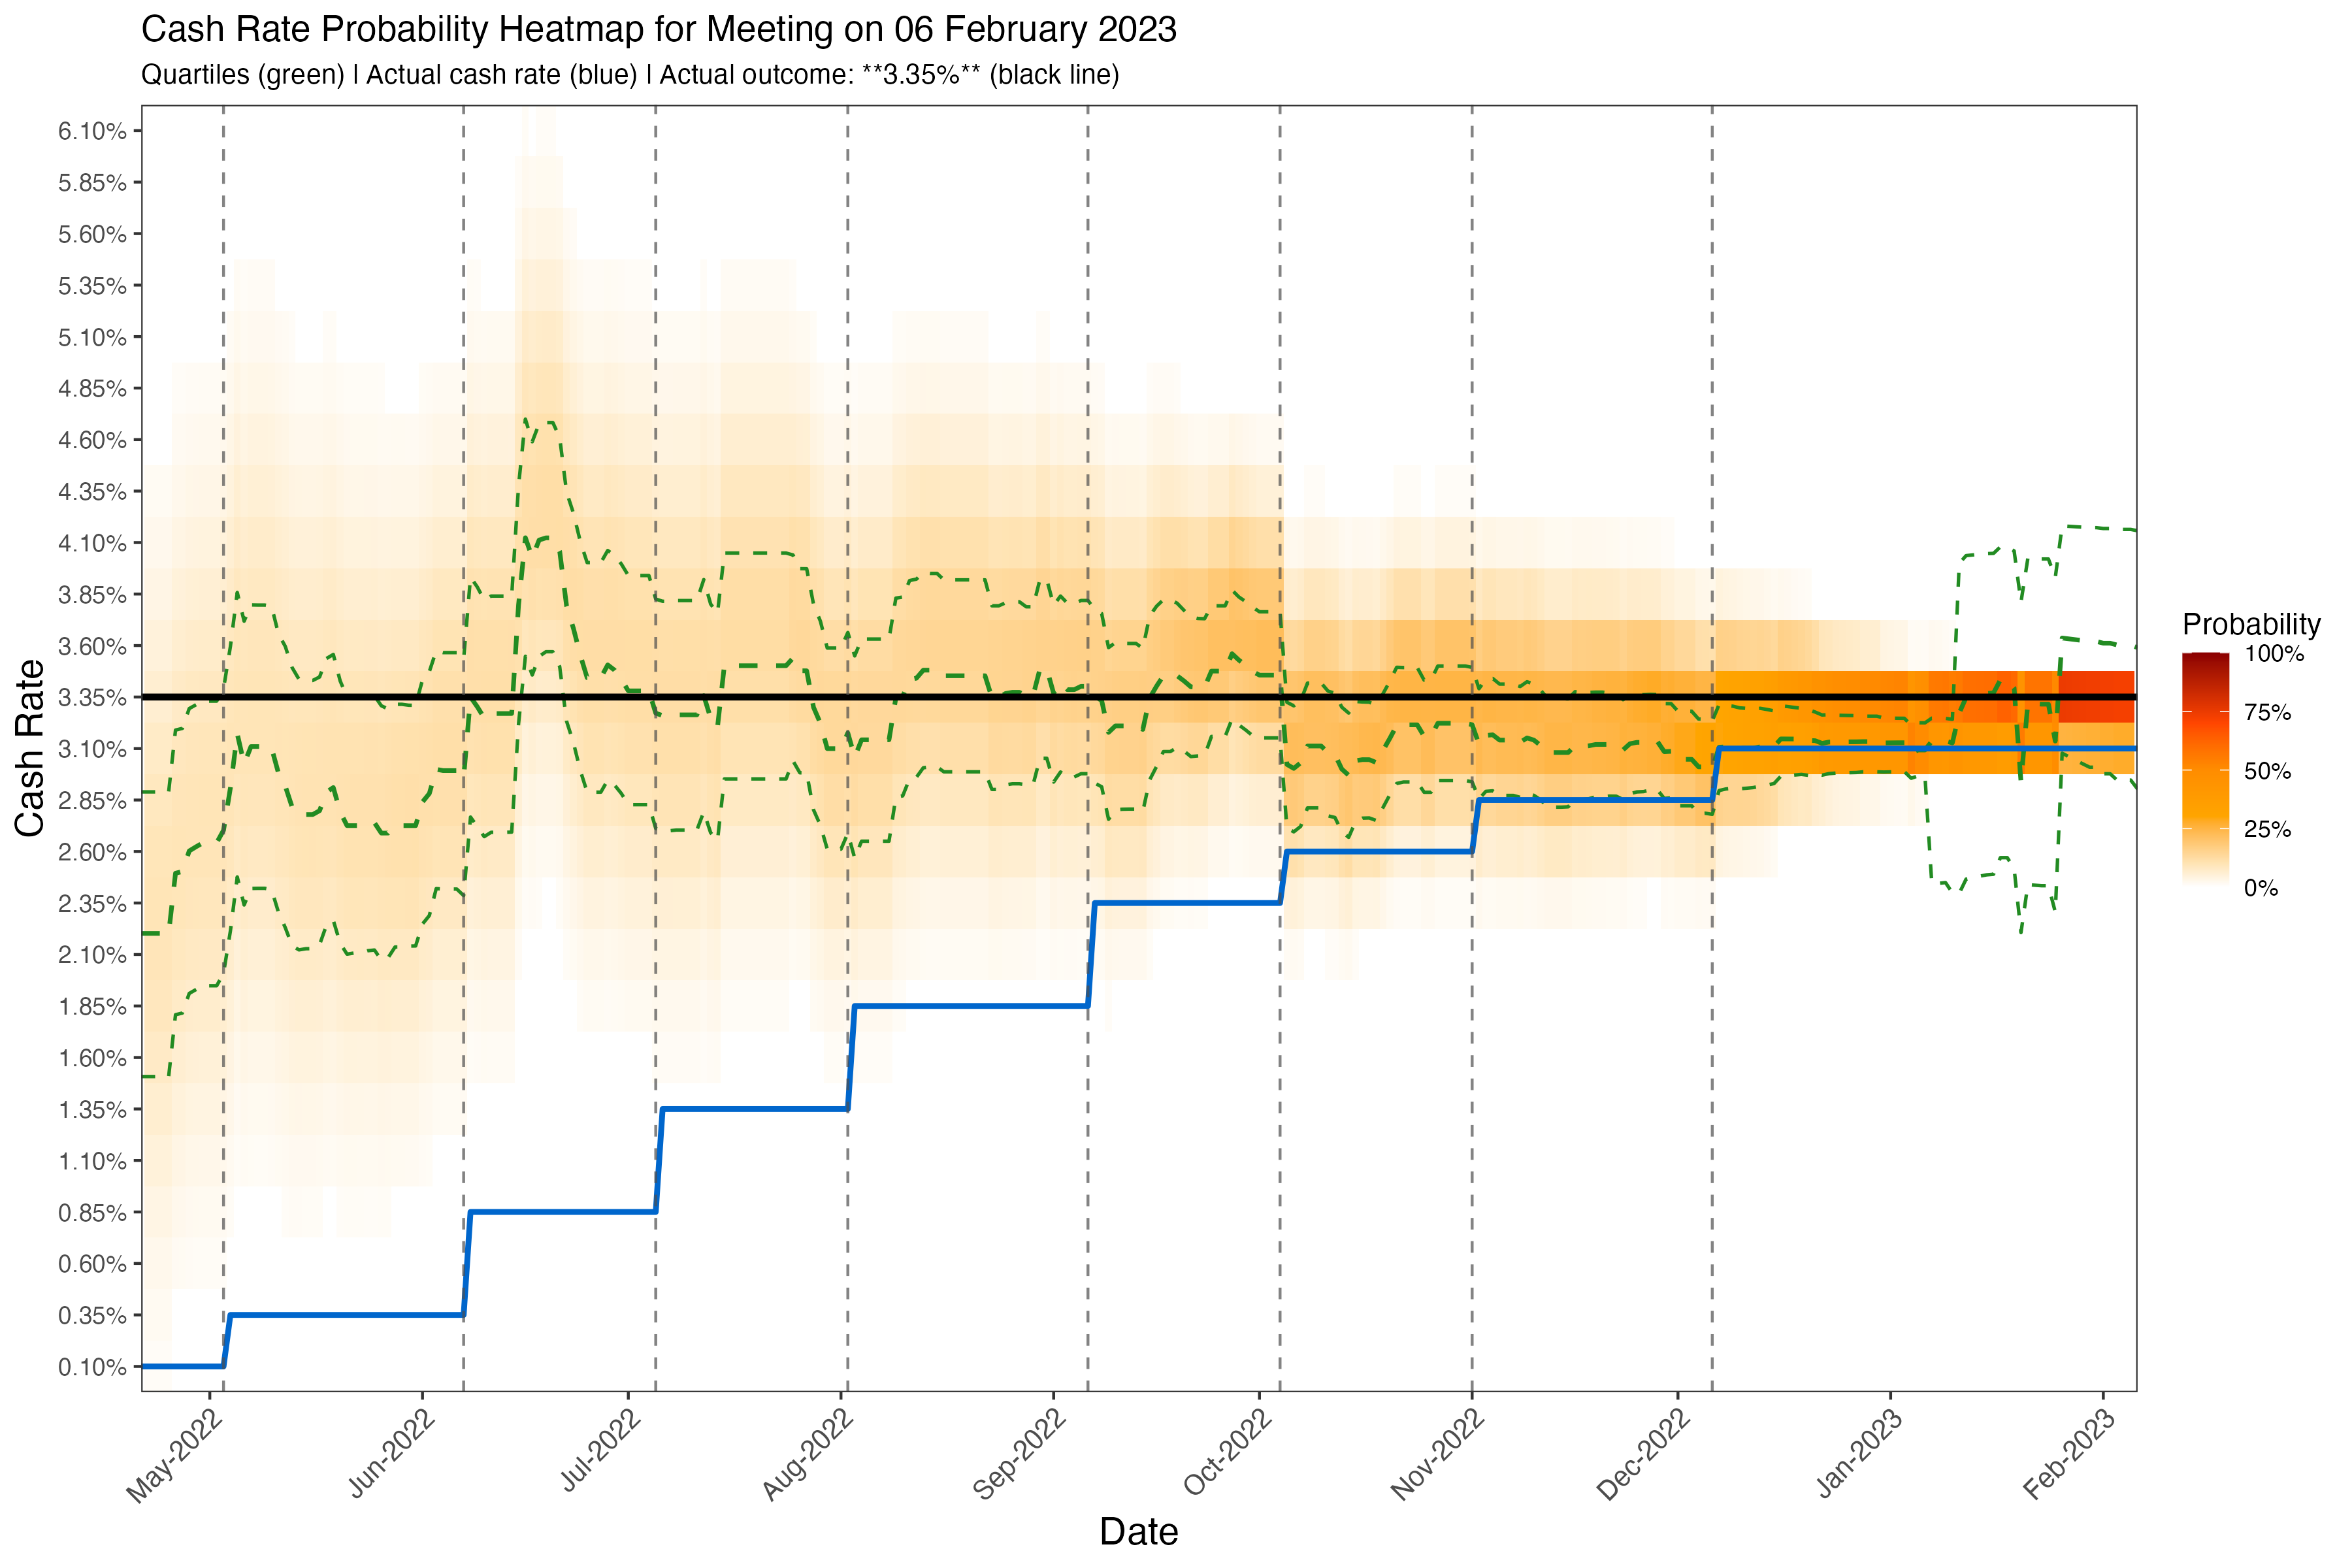 Cash Rate Probability Heatmap for Meeting on 06 February 2023
Quartiles (green) | Actual cash rate (blue) | Actual outcome: **3.35%** (black line)
Cash Rate
6.10%
5.85%
5.60%
5.35%
5.10%
4.85%
4.60%
4.35%
4.10%
3.85%
3.60%
3.35%
3.10%
2.85%
2.60%
2.35%
2.10%
1.85%
1.60%
1.35%
1.10%
0.85%
0.60%
0.35%
0.10%
May-2022
Jun-2022
Jul-2022
Aug-2022
Sep-2022
Oct-2022
Nov-2022
Dec-2022
Jan-2023
Feb-2023
Date
Probability
100%
75%
50%
25%
0%